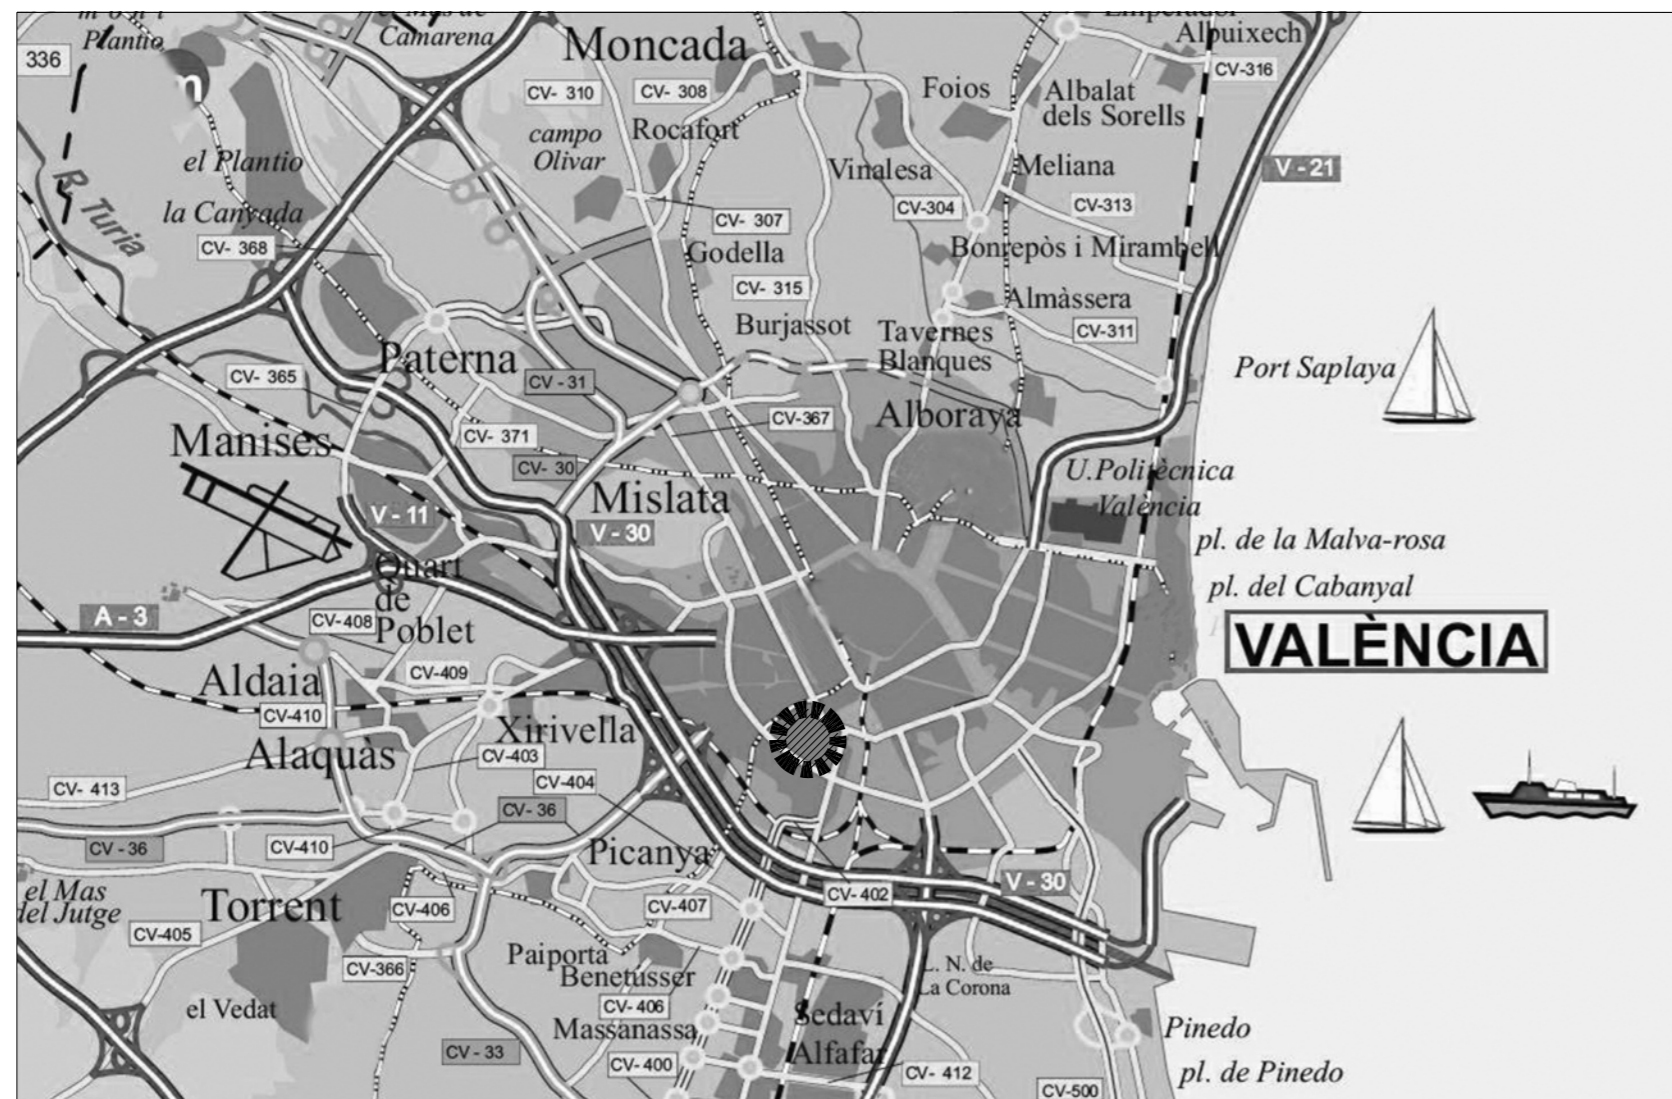 Plantio
Camarena
Moncada
Albuixech
336
CV-316
m
CV- 310
CV- 308
Foios
Albalat
dels Sorells
campo
Olivar
Rocafort
el Plantio
Vinalesa
Meliana
V - 21
R. Turia
la Canyada
CV- 307
CV-304
CV-313
CV- 368
Godella
Bonrepòs i Mirambell
CV- 315
Almàssera
Burjassot
Tavernes
Blanques
CV-311
Paterna
Port Saplaya
CV- 365
CV - 31
CV-367
Alboraya
Manises
CV- 371
CV- 30
U.Politècnica
València
Mislata
V - 11
V - 30
pl. de la Malva-rosa
Quart
de
Poblet
pl. del Cabanyal
A - 3
CV-408
VALÈNCIA
CV-409
Aldaia
CV-410
Xirivella
Alaquàs
CV-403
CV-404
CV- 413
CV- 36
CV - 36
CV-410
Picanya
V - 30
el Mas
del Jutge
Torrent
CV-406
CV-407
CV- 402
CV-405
Paiporta
CV-366
Benetússer
L. N. de
La Corona
el Vedat
CV- 406
Sedaví
Massanassa
Pinedo
CV - 33
Alfafar
CV- 400
CV- 412
pl. de Pinedo
CV-500